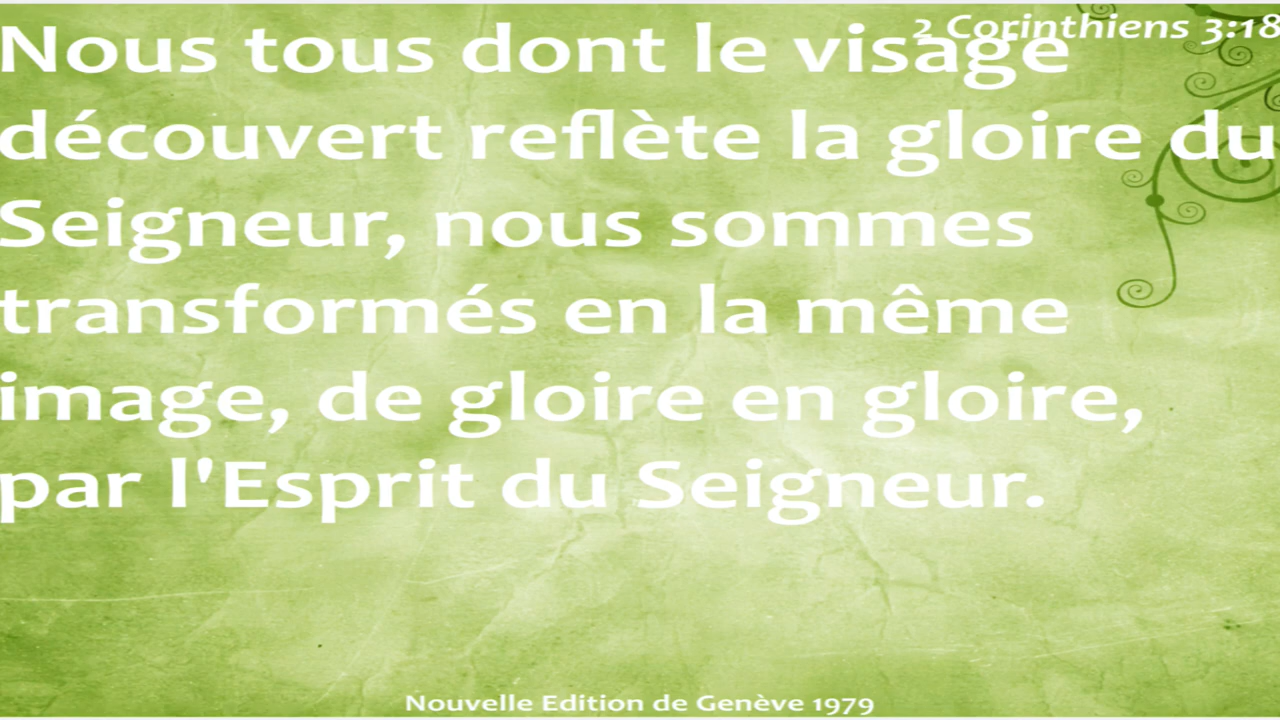 2 Corinthiens 3:18
Nous tous dont le visage
découvert reflète la gloire du
Seigneur, nous sommes
transformés en la même
image, de gloire en gloire,
par l'Esprit du Seigneur.
Nouvelle Edition de Genève 1979